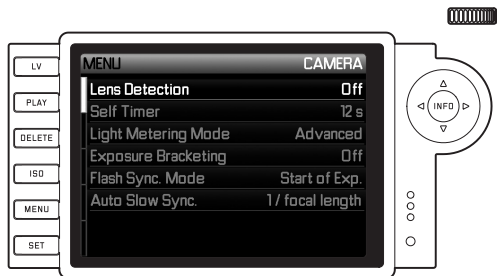 LV
PLAY
DELETE
ISO
MENU
SET
MENU CAMERA
Lens Detection Off
Self Timer 12 s
Light Metering Mode Advanced
Exposure Bracketing Off
Flash Sync. Mode Start of Exp.
Auto Slow Sync. 1 / focal length
INFO